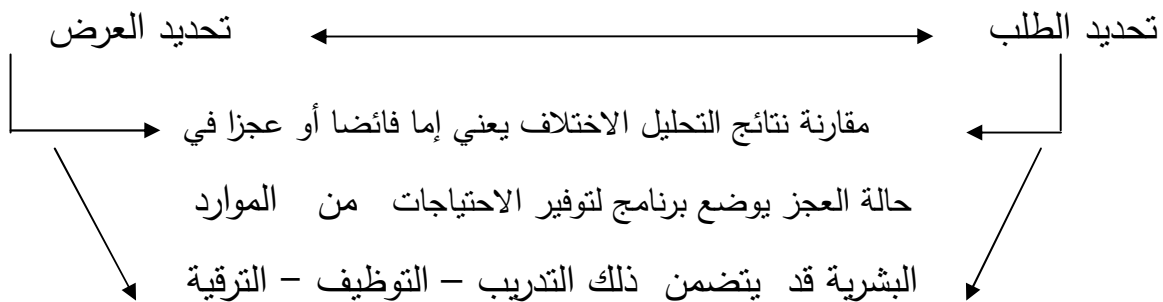 تحديد الطلب تحديد العرض
مقارنة نتائج التحليل الاختلاف يعني إما فائضا أو عجزا في
حالة العجز يوضع برنامج لتوفير الاحتياجات من الموارد
البشرية قد يتضمن ذلك التدريب – التوظيف – الترقية